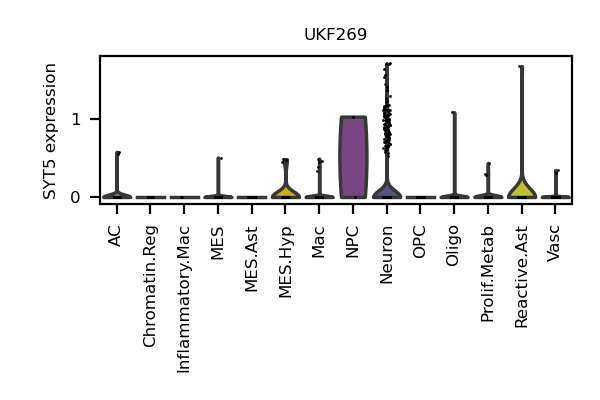 UKF269
SYT5 expression
1
0
AC
Chromatin.Reg
Inflammatory.Mac
MES
MES.Ast
MES.Hyp
Mac
NPC
Neuron
OPC
Oligo
Prolif.Metab
Reactive.Ast
Vasc